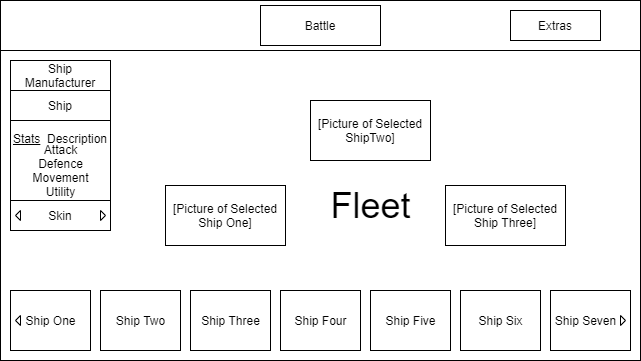 Battle
Extras
Ship
Manufacturer
Ship
Stats Description
Attack
Defence
Movement
Utility
Skin
[Picture of Selected
ShipTwo]
[Picture of Selected
Ship One]
Fleet
[Picture of Selected
Ship Three]
Ship One
Ship Two
Ship Three
Ship Four
Ship Five
Ship Six
Ship Seven